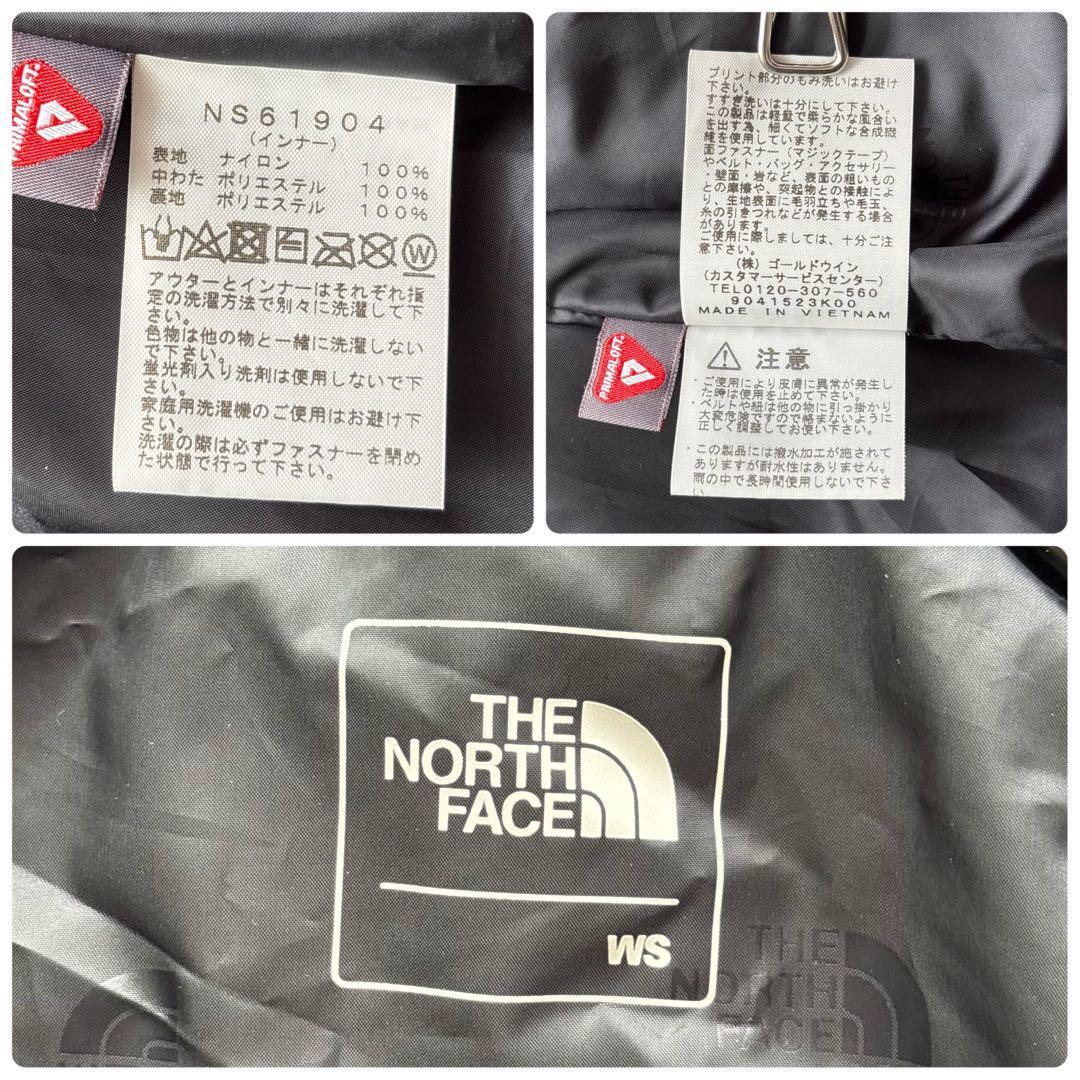 PRIMALOFT.
NS61904
(インナー)
表地 ナイロン 100%
中わた ポリエステル 100%
裏地 ポリエステル 100%
W
アウターとインナーはそれぞれ指
定の洗濯方法で別々に洗濯して下
さい。
色物は他の物と一緒に洗濯しない
で下さい。
蛍光剤入り洗剤は使用しないで下
さい。
家庭用洗濯機のご使用はお避け下
さい。
洗濯の際は必ずファスナーを閉め
た状態で行って下さい。
プリント部分のもみ洗いはお避け
下さい。
すすぎ洗いは十分にして下さい。
この製品は軽量で柔らかな風合い
を出す為、細くてソフトな合成繊
維を使用しています。
面ファスナー(マジックテープ)
やベルト・バッグ・アクセサリー
・壁面・岩など、表面の粗いもの
との摩擦や、突起物との接触によ
り、生地表面に毛羽立ちや毛玉、
糸の引きつれなどが発生する場合
があります。
ご使用に際しましては、十分ご注
意下さい。
(株)ゴールドウイン
(カスタマーサービスセンター)
TEL0120-307-560
9041523K00
MADE IN VIETNAM
PRIMALOFT.
注意
・ご使用により皮膚に異常が発生し
た時は使用を止めて下さい。
・ベルトや紐は他の物に引っ掛かり
大変危険ですので絡まないように
正しく調整してお使い下さい。
・この製品には撥水加工が施されて
ありますが耐水性はありません。
雨の中で長時間使用しないで下さ
い
THE
NORTH
FACE
WS
THE
NORTH
FACE